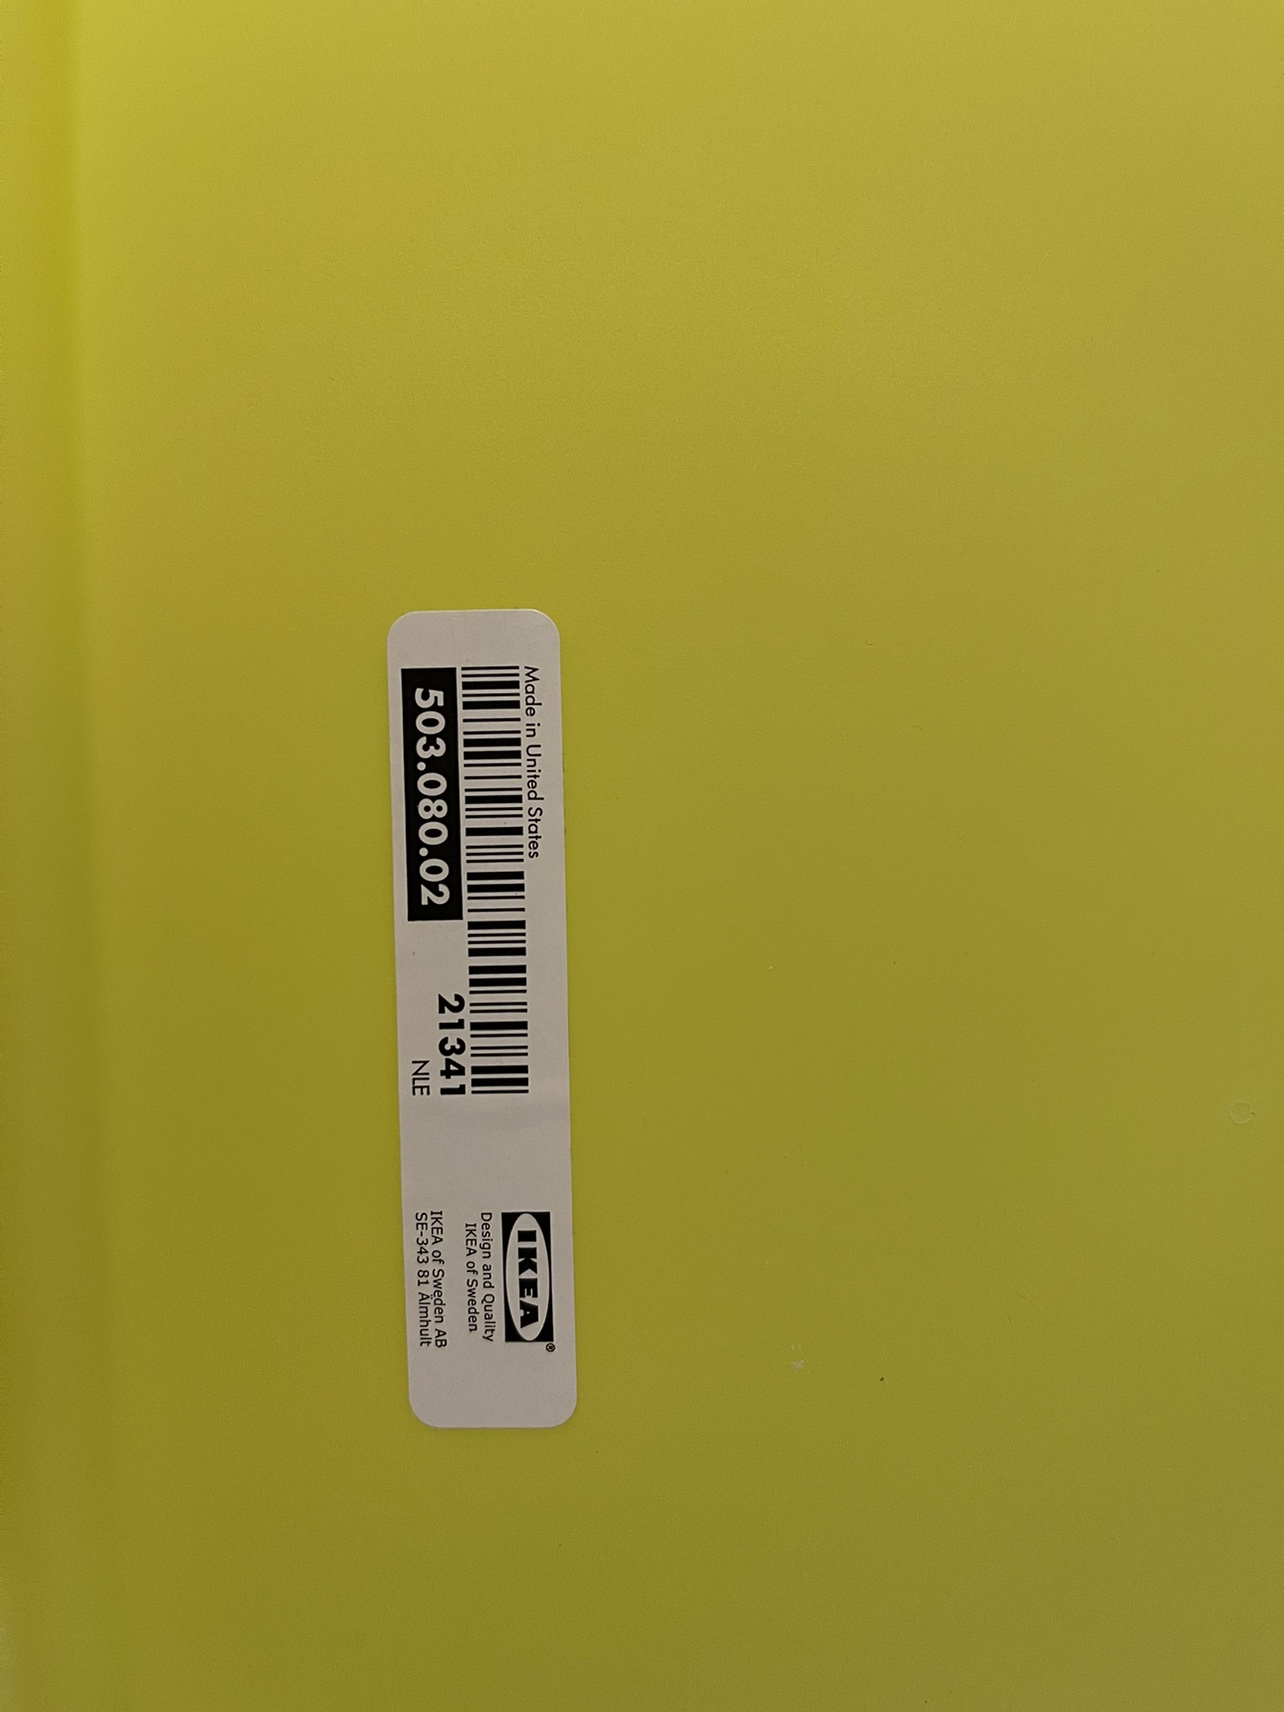 Made in United States
503.080.02
21341
NLE
IKEA®
Design and Quality
IKEA of Sweden
IKEA of Sweden AB
SE-343 81 Älmhult